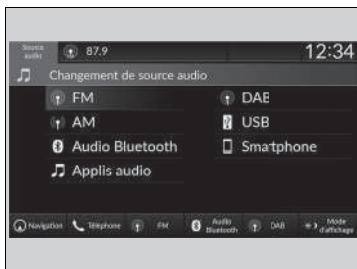 Source audio
87.9
12:34
Changement de source audio
FM
DAB
AM
USB
Audio Bluetooth
Smartphone
Applis audio
Navigation
Téléphone
FM
Audio Bluetooth
DAB
Mode d'affichage